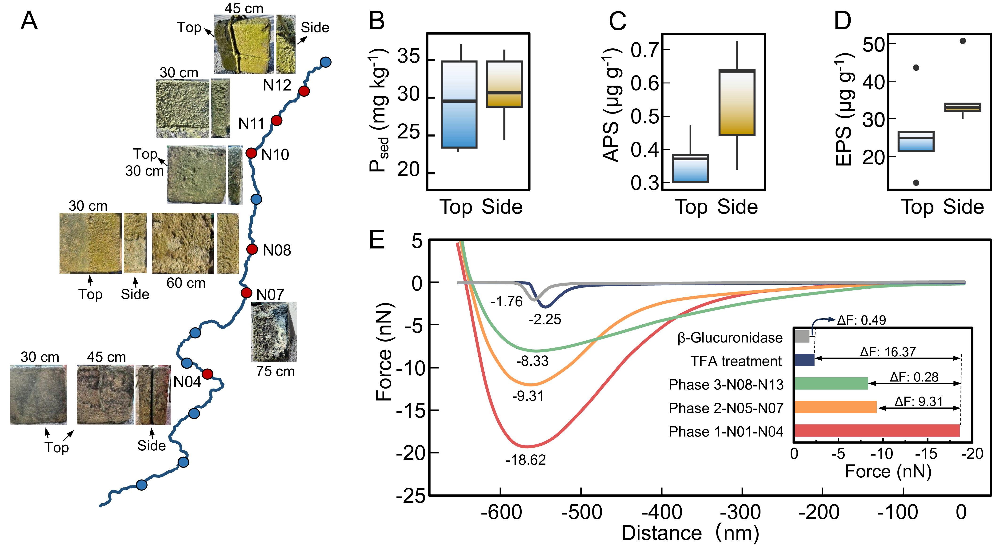 A
45 cm
Top
Side
30 cm
N12
N11
Top
30 cm
N10
30 cm
N08
60 cm
Top
Side
N07
75 cm
30 cm
45 cm
N04
Top
Side
B
P_sed (mg kg⁻¹)
35
30
25
20
Top Side
C
APS (µg g⁻¹)
0.7
0.6
0.5
0.4
0.3
Top Side
D
EPS (µg g⁻¹)
50
40
30
20
Top Side
E
Force (nN)
5
0
-5
-10
-15
-20
-25
-1.76
-2.25
-8.33
-9.31
-18.62
-600
-500
-400
-300
-200
-100
0
Distance (nm)
ΔF: 0.49
β-Glucuronidase
ΔF: 16.37
TFA treatment
ΔF: 0.28
Phase 3-N08-N13
ΔF: 9.31
Phase 2-N05-N07
Phase 1-N01-N04
0
-5
-10
-15
-20
Force (nN)